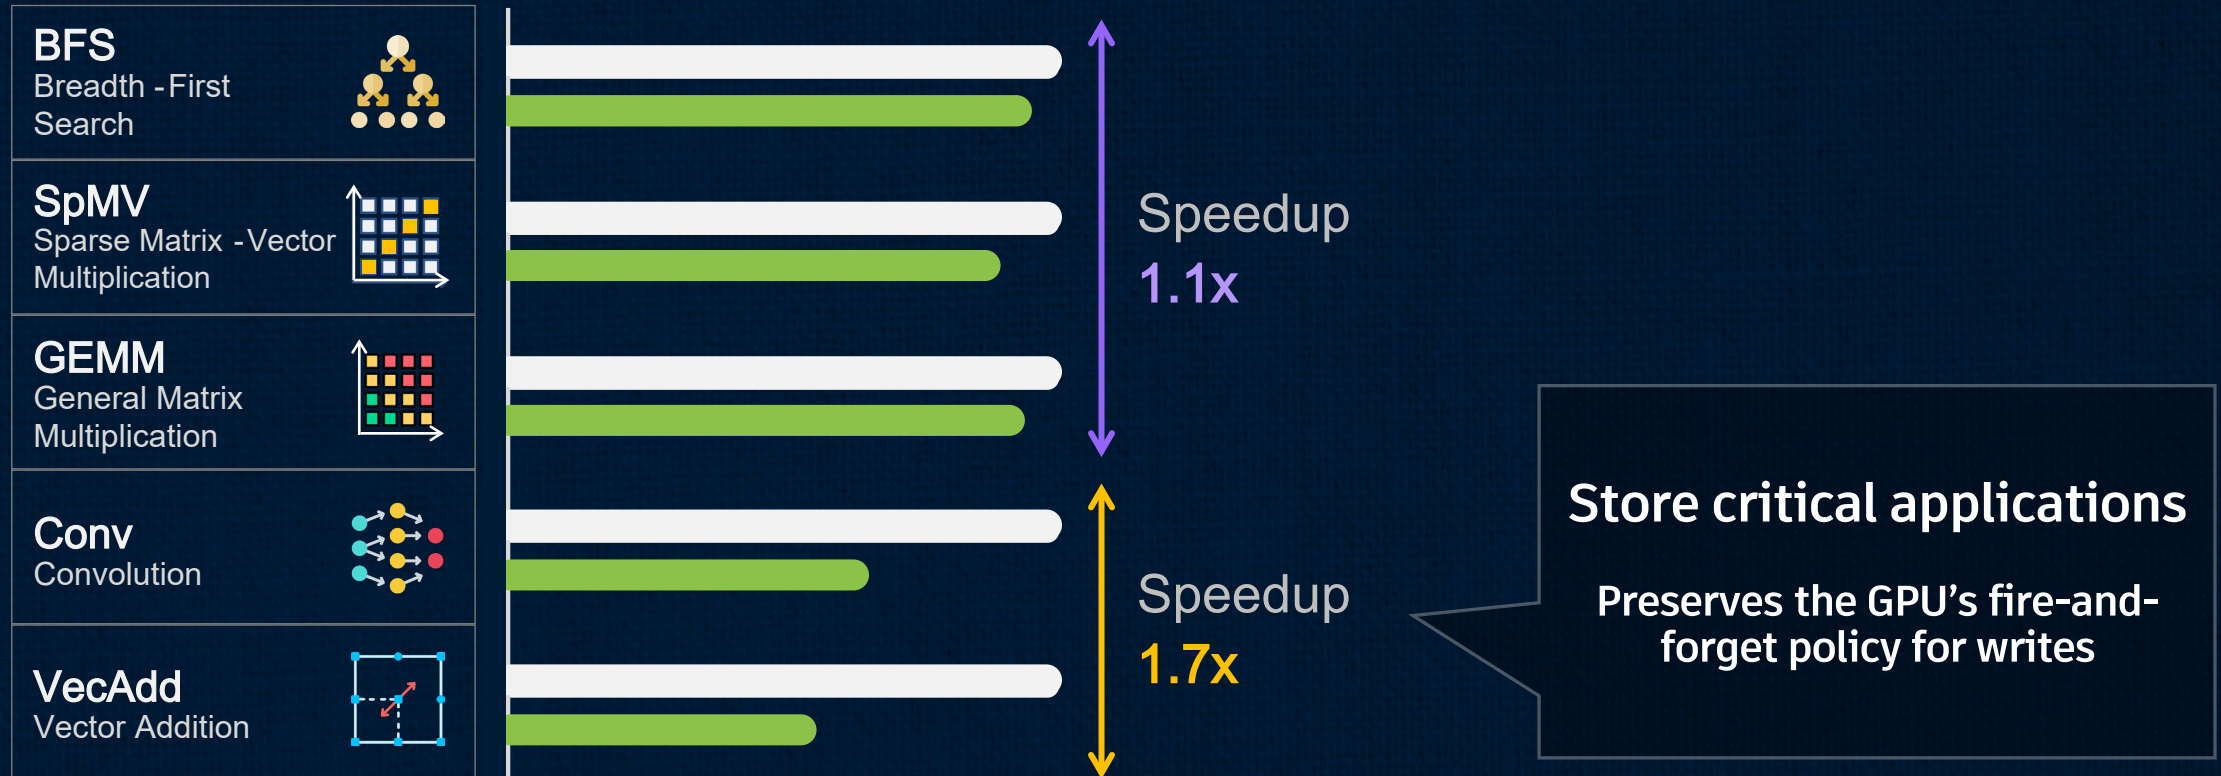 BFS
Breadth -First
Search
SpMV
Sparse Matrix -Vector
Multiplication
GEMM
General Matrix
Multiplication
Conv
Convolution
VecAdd
Vector Addition
Speedup
1.1x
Speedup
1.7x
Store critical applications
Preserves the GPU’s fire-and-
forget policy for writes